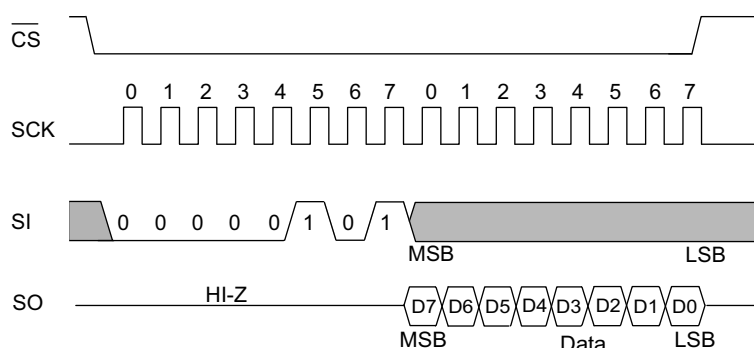 CS
0 1 2 3 4 5 6 7 0 1 2 3 4 5 6 7
SCK
SI 0 0 0 0 0 1 0 1
MSB LSB
HI-Z
SO D7 D6 D5 D4 D3 D2 D1 D0
MSB Data LSB